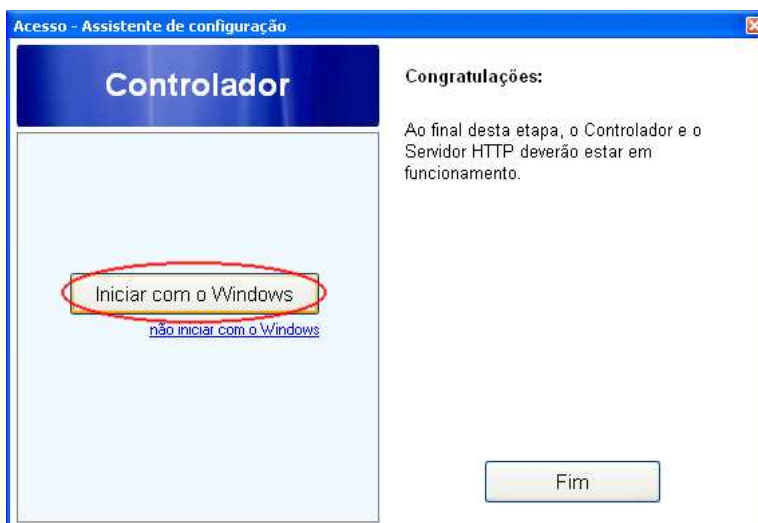 Acesso - Assistente de configuração
Controlador
Iniciar com o Windows
não iniciar com o Windows
Congratulações:
Ao final desta etapa, o Controlador e o
Servidor HTTP deverão estar em
funcionamento.
Fim